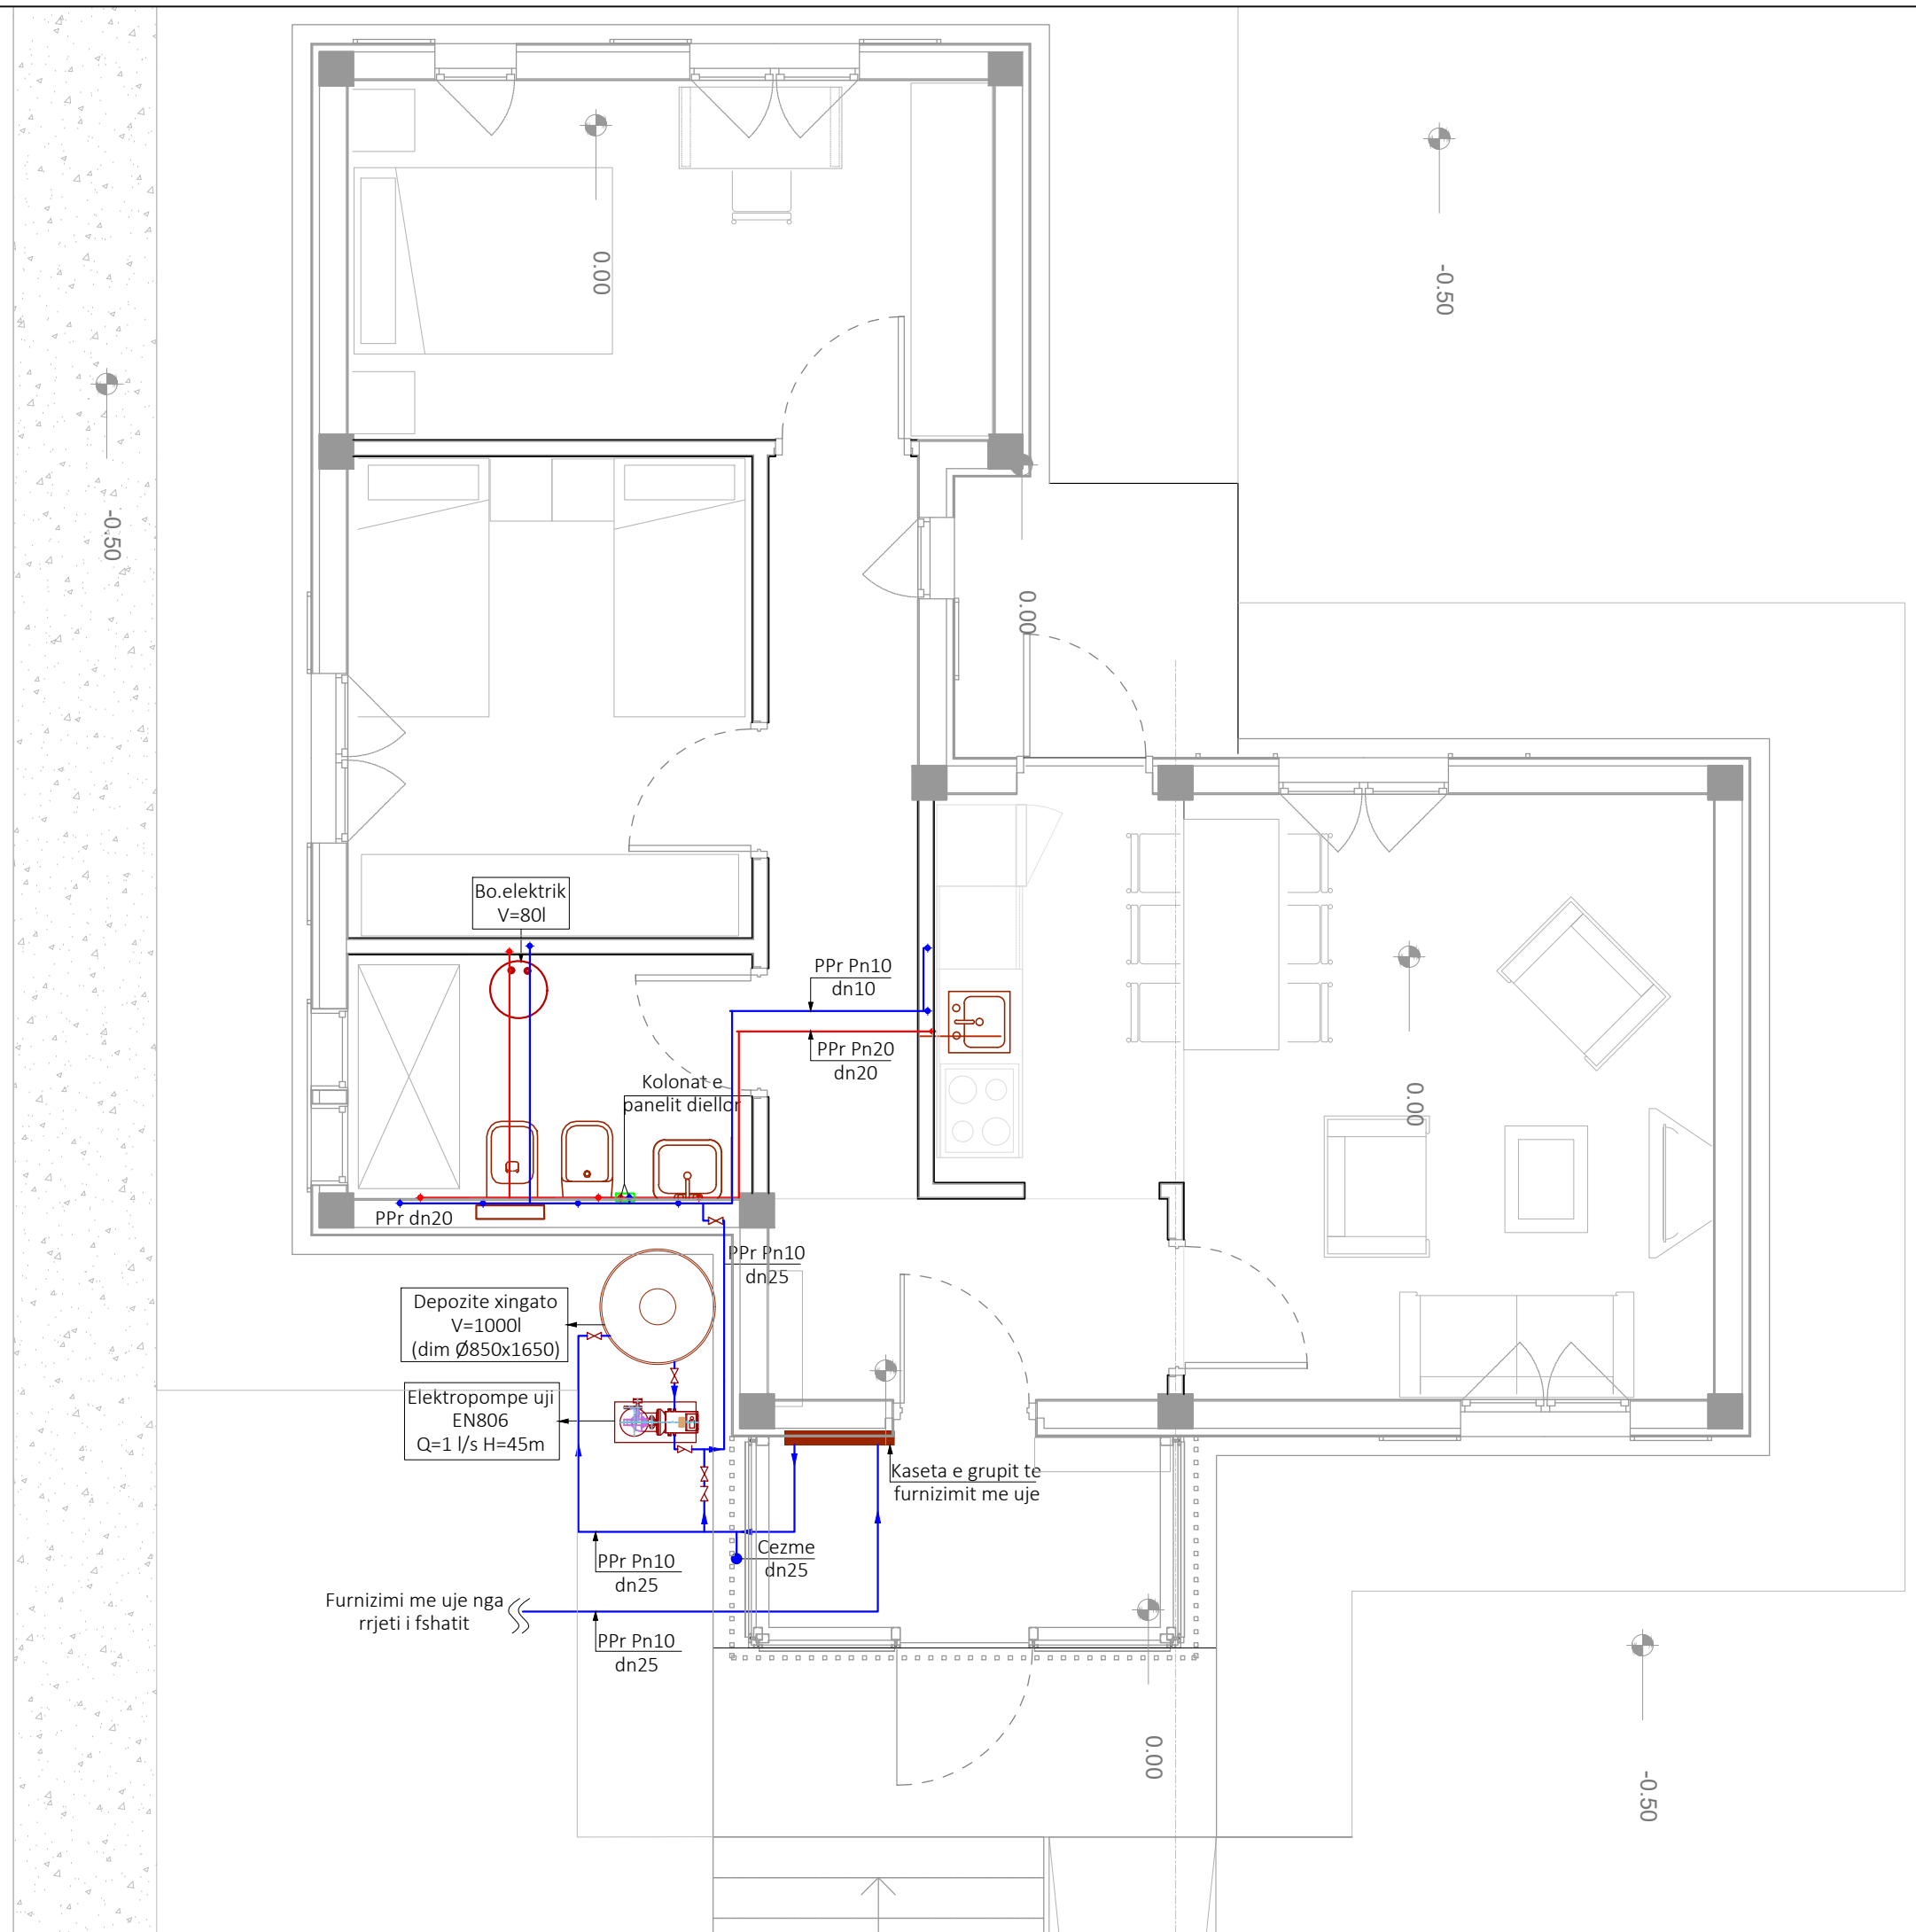 0.00
-0.50
-0.50
0.00
Bo.elektrik
V=80l
PPr Pn10
dn10
PPr Pn20
dn20
Kolonat e
panelit diellor
0.00
PPr dn20
PPr Pn10
dn25
Depozite xingato
V=1000l
(dim Ø850x1650)
Elektropompe uji
EN806
Q=1 l/s H=45m
Kaseta e grupit te
furnizimit me uje
Cezme
dn25
PPr Pn10
dn25
Furnizimi me uje nga
rrjeti i fshatit
PPr Pn10
dn25
0.00
-0.50